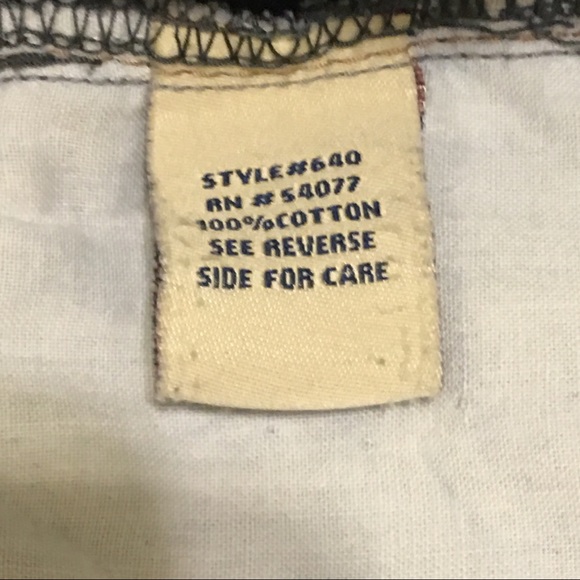 STYLE#640
RN # 54077
100%COTTON
SEE REVERSE
SIDE FOR CARE